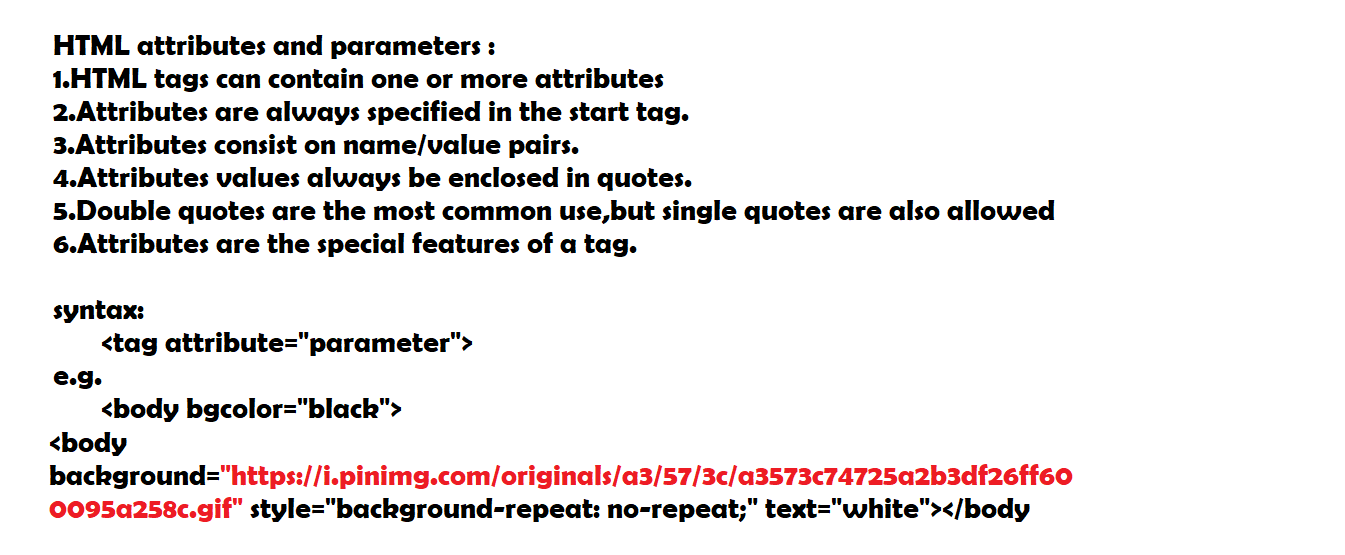 HTML attributes and parameters :
1.HTML tags can contain one or more attributes
2.Attributes are always specified in the start tag.
3.Attributes consist on name/value pairs.
4.Attributes values always be enclosed in quotes.
5.Double quotes are the most common use,but single quotes are also allowed
6.Attributes are the special features of a tag.
syntax:
<tag attribute="parameter">
e.g.
<body bgcolor="black">
<body
background="https://i.pinimg.com/originals/a3/57/3c/a3573c74725a2b3df26ff60
0095a258c.gif" style="background-repeat: no-repeat;" text="white"></body